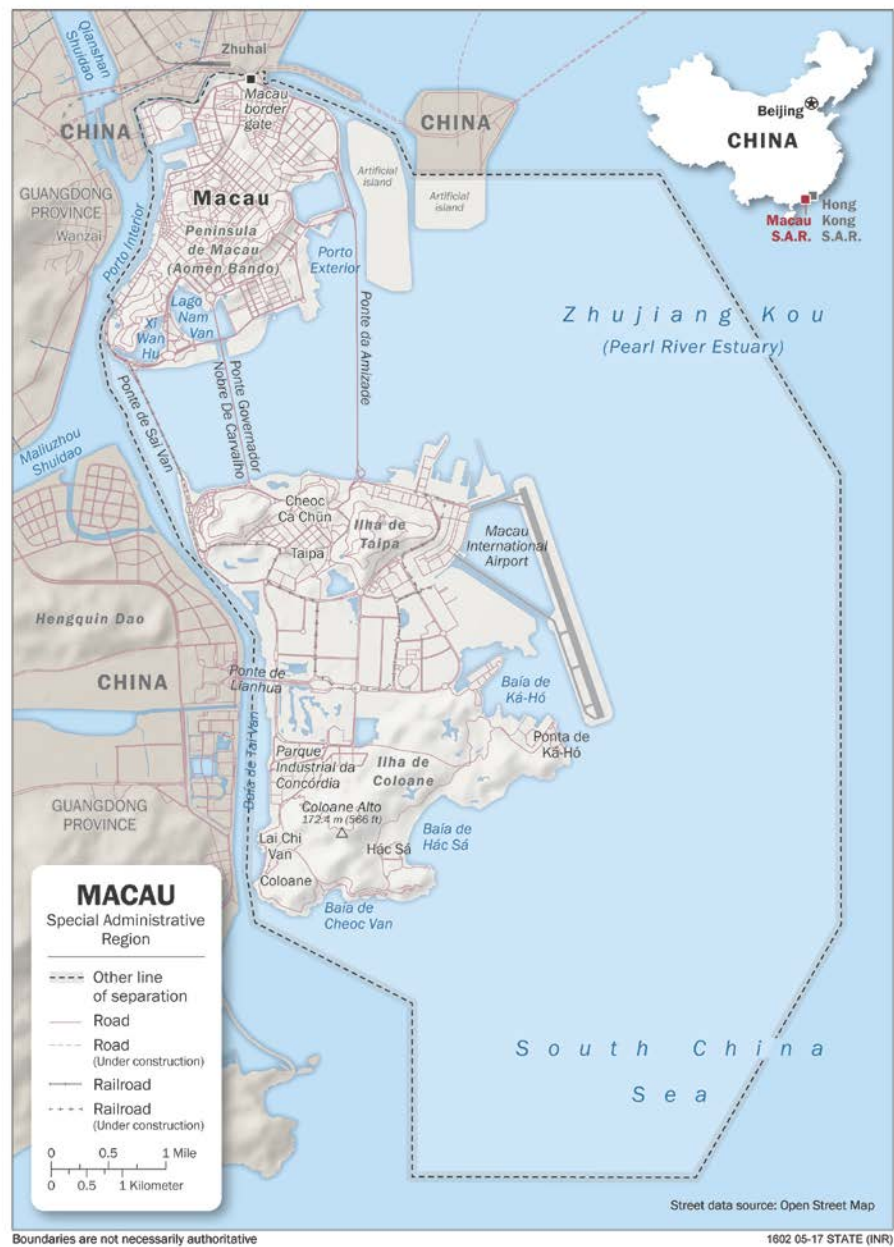 Qianshan
Shuidao
Zhuhai
Macau
border
gate
CHINA
CHINA
Artificial
island
Artificial
island
Beijing
CHINA
Hong
Kong
S.A.R.
Macau
S.A.R.
GUANGDONG
PROVINCE
Wanzai
Porto Interior
Macau
Península
de Macau
(Aomen Bando)
Porto
Exterior
Lago
Nam
Van
Xi
Wan
Hu
Zhujiang Kou
(Pearl River Estuary)
Ponte da Amizade
Ponte Governador
Nobre De Carvalho
Ponte de Sai Van
Maliuzhou
Shuidao
Cheoc
Ca Chün
Ilha de
Taipa
Taipa
Macau
International
Airport
Hengquin Dao
CHINA
Ponte de
Lianhua
Baía de
Ká-Hó
Ponta de
Ká-Hó
Baía de Tai Van
Parque
Industrial da
Concórdia
Ilha de
Coloane
Coloane Alto
172.4 m (566 ft)
GUANGDONG
PROVINCE
Lai Chi
Van
Hác Sá
Baía de
Hác Sá
Coloane
Baía de
Cheoc Van
MACAU
Special Administrative
Region
Other line
of separation
Road
Road
(Under construction)
Railroad
Railroad
(Under construction)
0 0.5 1 Mile
0 0.5 1 Kilometer
South China
Sea
Street data source: Open Street Map
Boundaries are not necessarily authoritative
1602 05-17 STATE (INR)